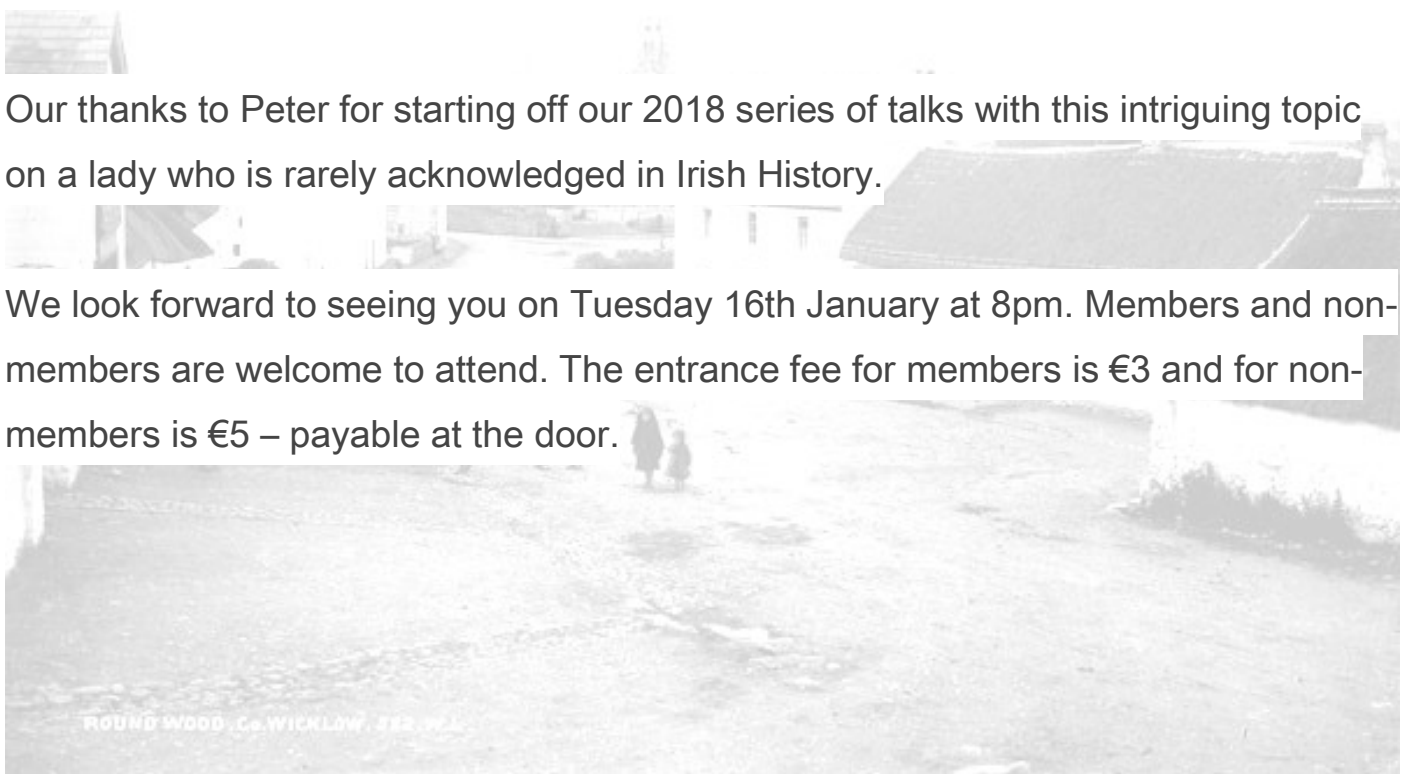 Our thanks to Peter for starting off our 2018 series of talks with this intriguing topic
on a lady who is rarely acknowledged in Irish History.
We look forward to seeing you on Tuesday 16th January at 8pm. Members and non-
members are welcome to attend. The entrance fee for members is €3 and for non-
members is €5 – payable at the door.
ROUND WOOD. Co. WICKLOW.